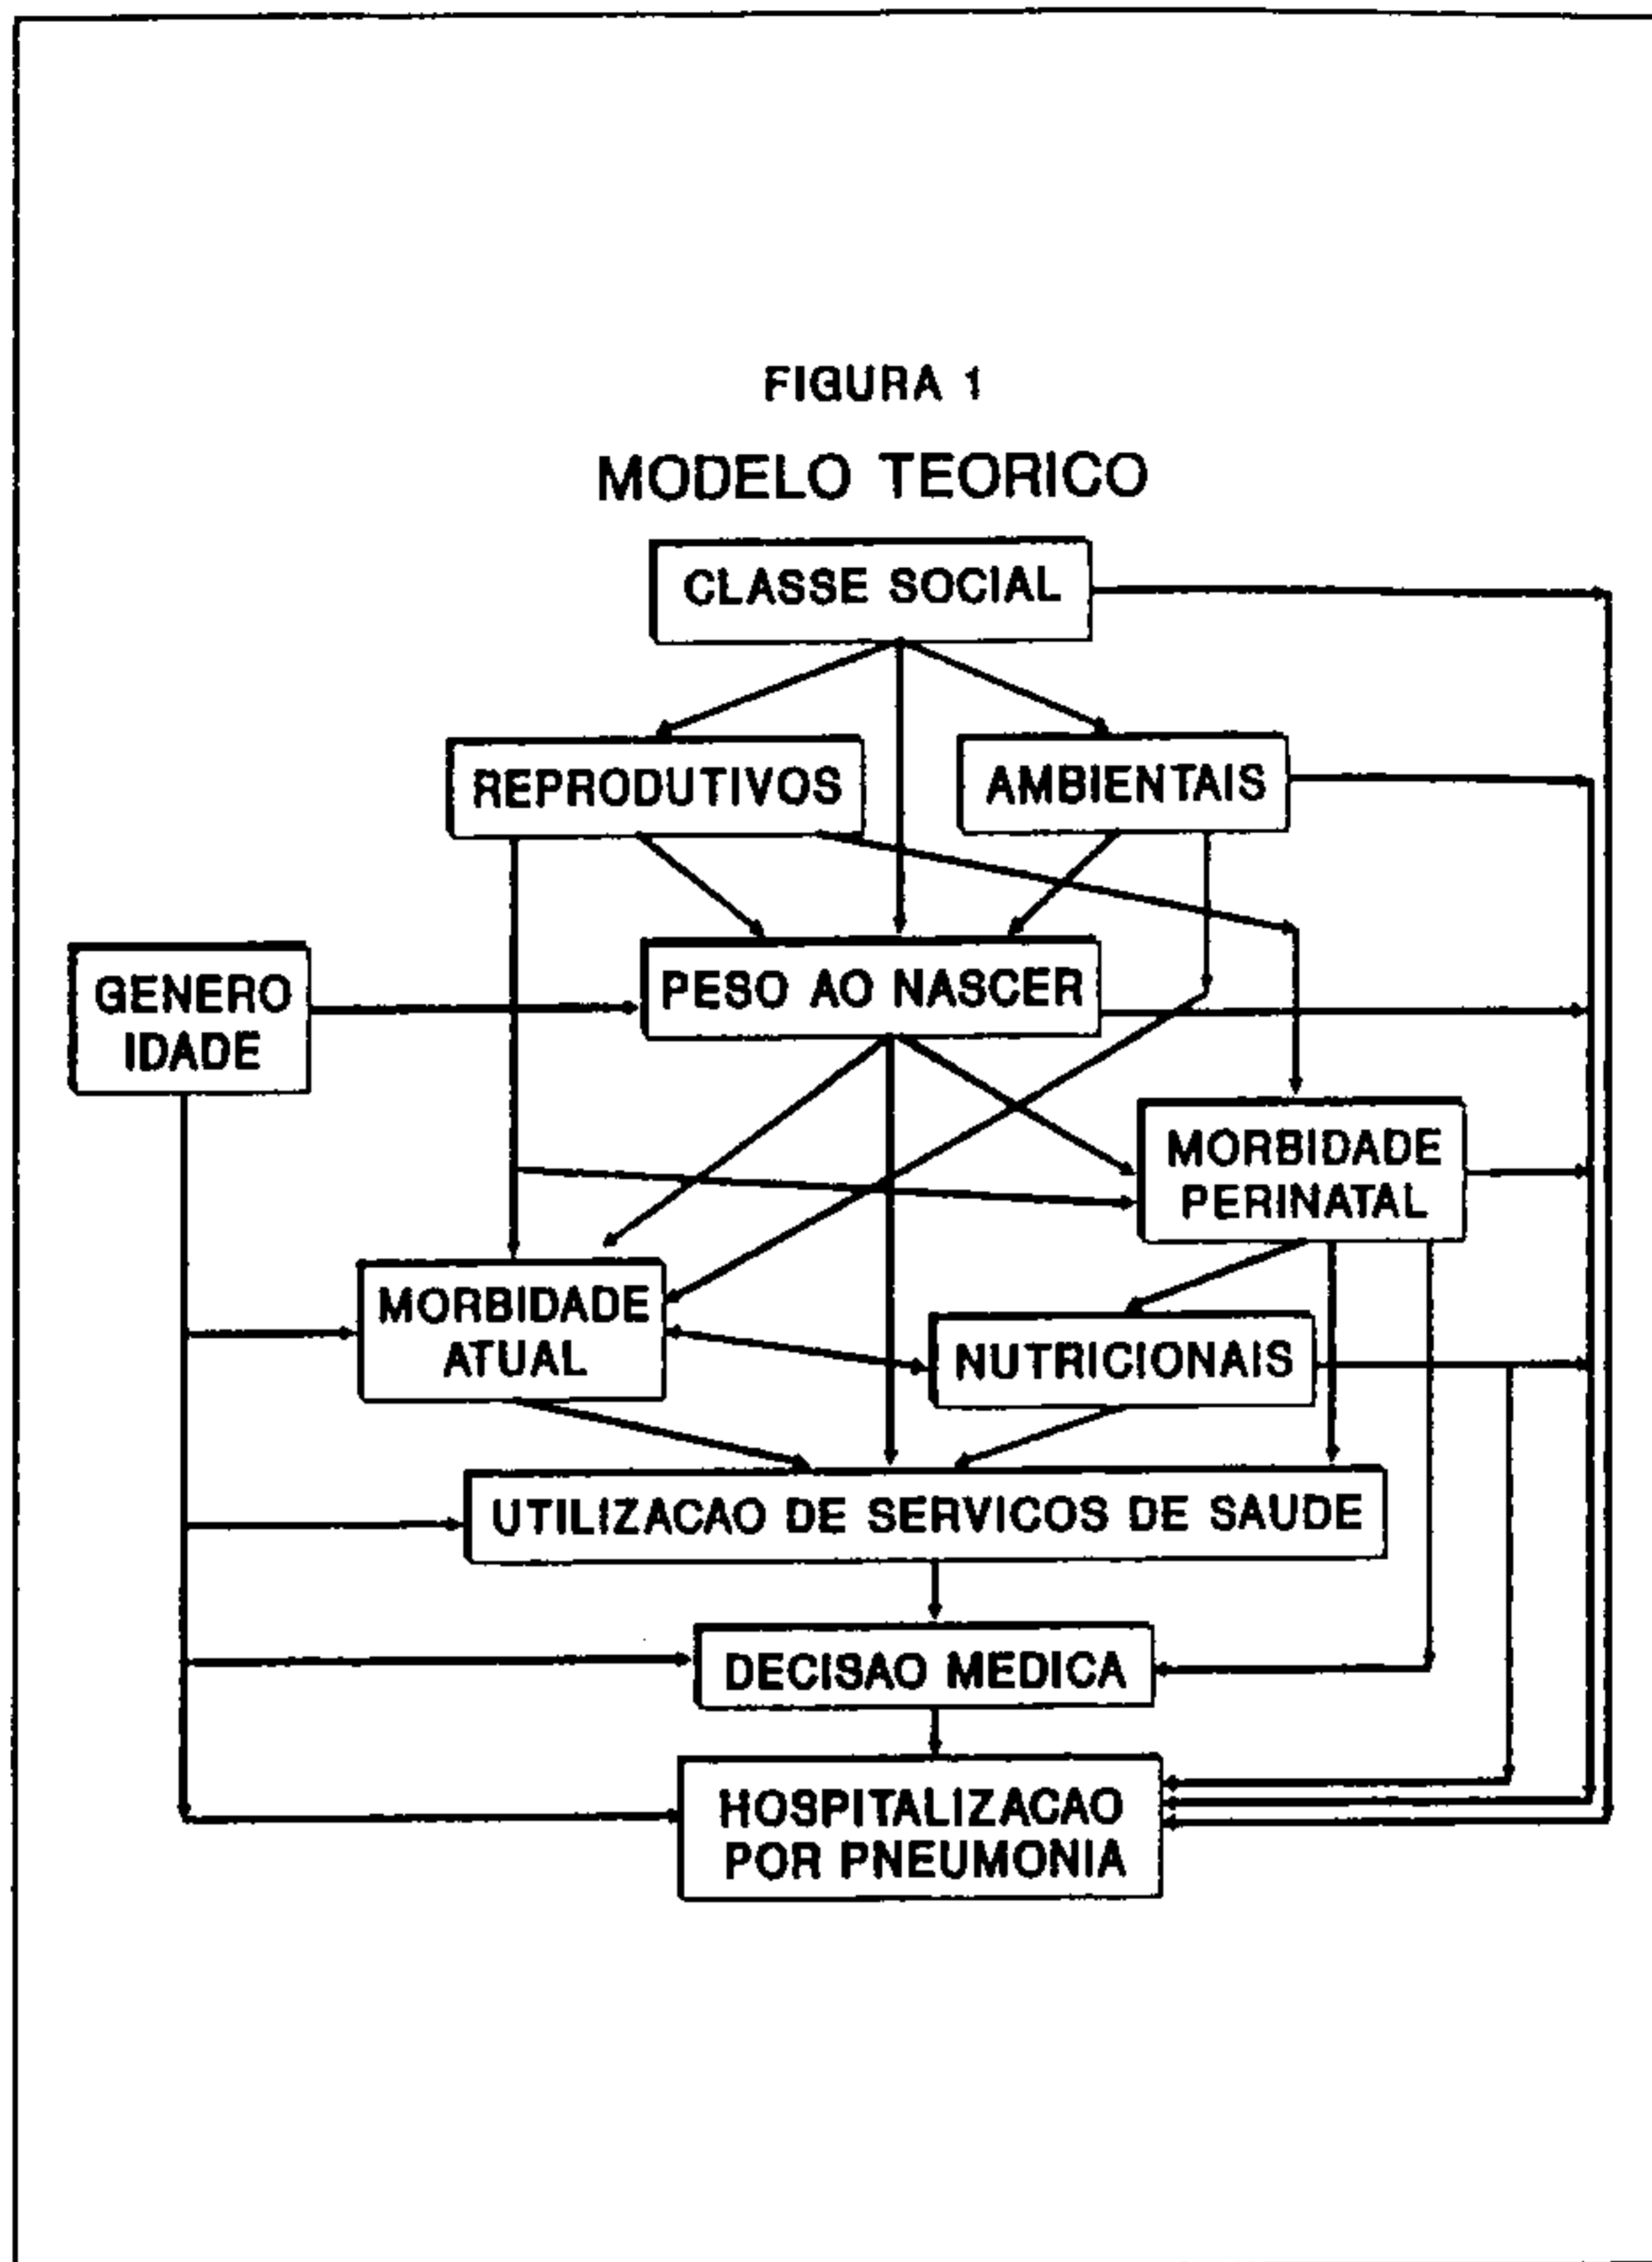 FIGURA 1
MODELO TEORICO
CLASSE SOCIAL
REPRODUTIVOS
AMBIENTAIS
GENERO
IDADE
PESO AO NASCER
MORBIDADE
PERINATAL
MORBIDADE
ATUAL
NUTRICIONAIS
UTILIZACAO DE SERVICOS DE SAUDE
DECISAO MEDICA
HOSPITALIZACAO
POR PNEUMONIA